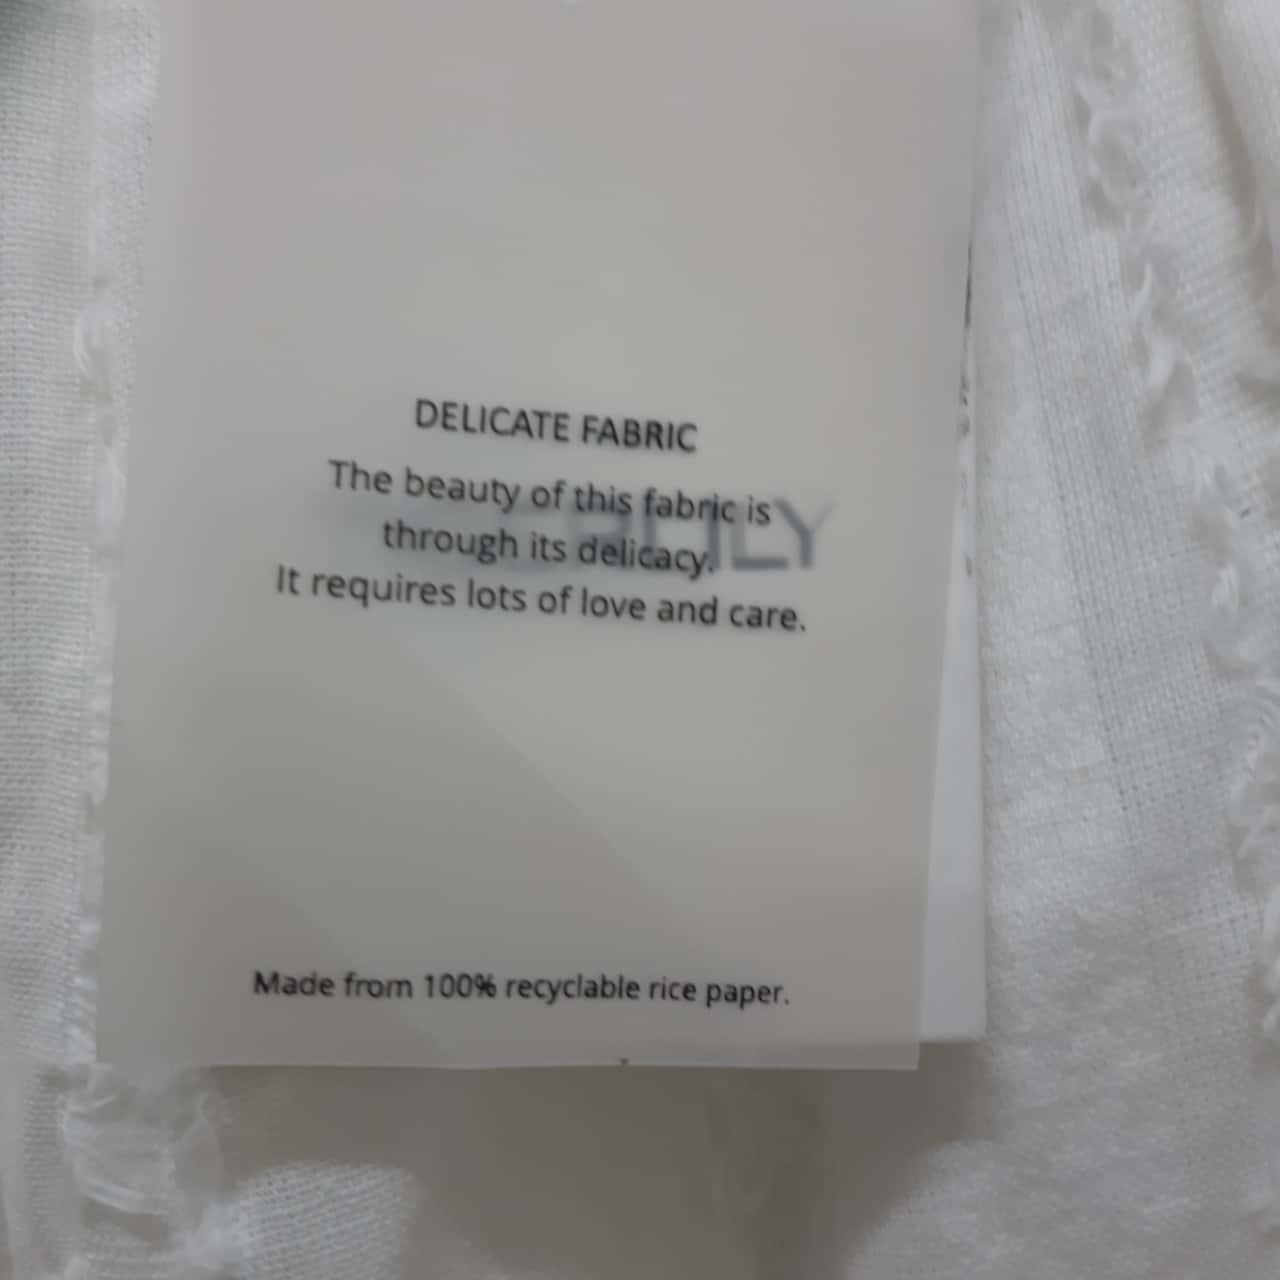 DELICATE FABRIC
The beauty of this fabric is
through its delicacy.
It requires lots of love and care.
Made from 100% recyclable rice paper.